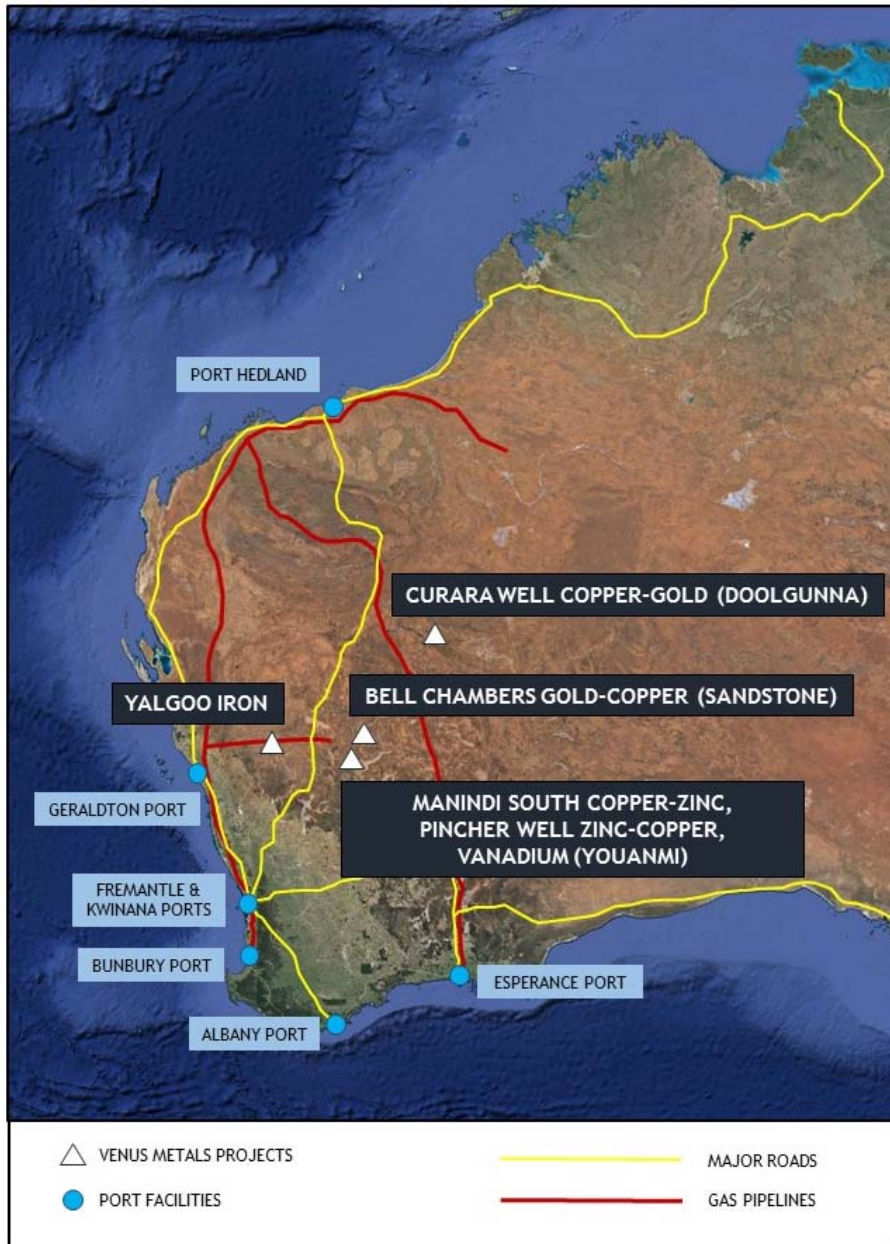 PORT HEDLAND
CURARA WELL COPPER-GOLD (DOOLGUNNA)
YALGOO IRON
BELL CHAMBERS GOLD-COPPER (SANDSTONE)
GERALDTON PORT
MANINDI SOUTH COPPER-ZINC,
PINCHER WELL ZINC-COPPER,
VANADIUM (YOUANMI)
FREMANTLE &
KWINANA PORTS
BUNBURY PORT
ESPERANCE PORT
ALBANY PORT
VENUS METALS PROJECTS
MAJOR ROADS
PORT FACILITIES
GAS PIPELINES